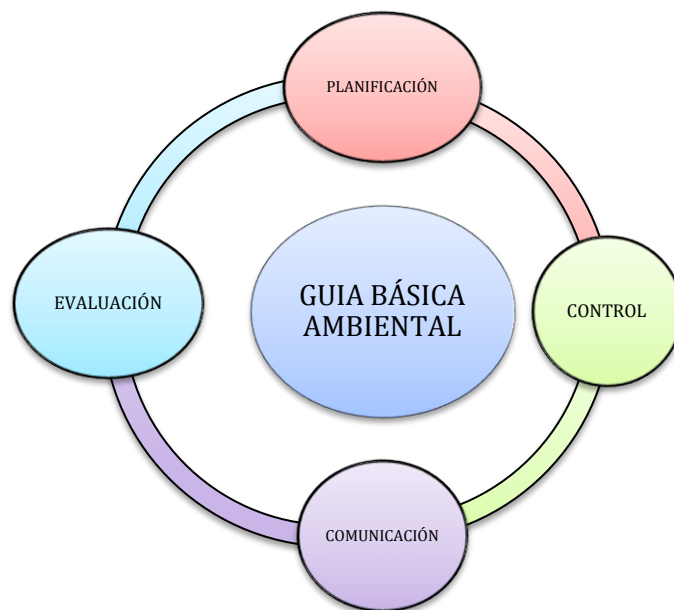 PLANIFICACIÓN
EVALUACIÓN
GUIA BÁSICA
AMBIENTAL
CONTROL
COMUNICACIÓN